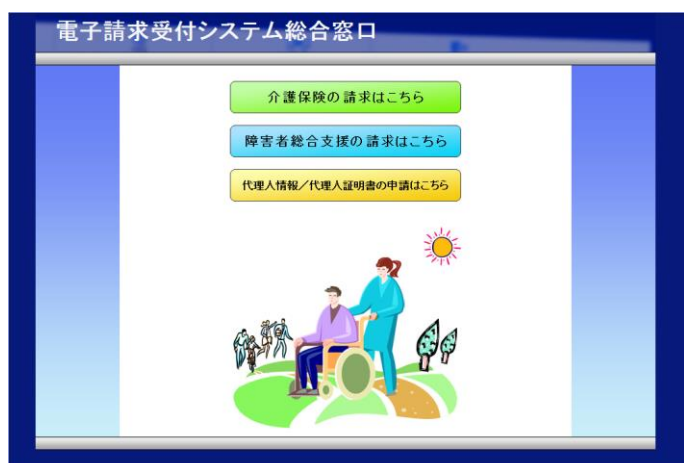 電子請求受付システム総合窓口
介護保険の請求はこちら
障害者総合支援の請求はこちら
代理人情報／代理人証明書の申請はこちら